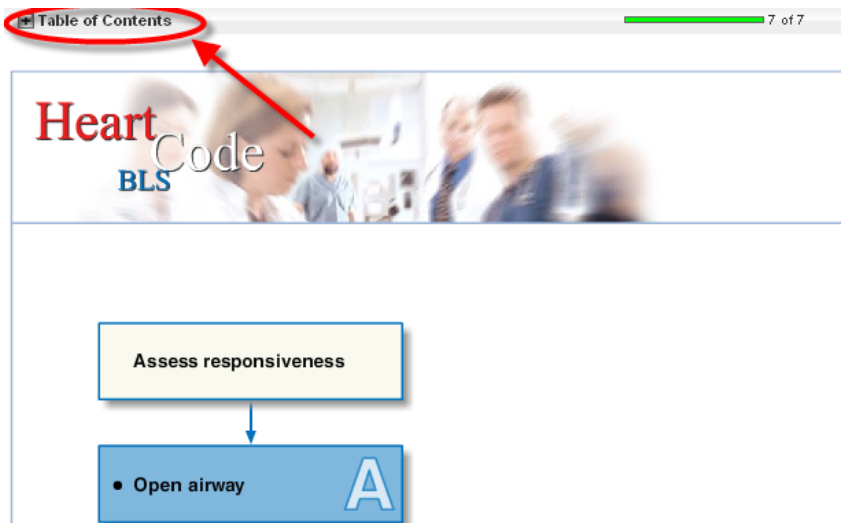 Table of Contents
7 of 7
Heart
Code
BLS
Assess responsiveness
• Open airway
A